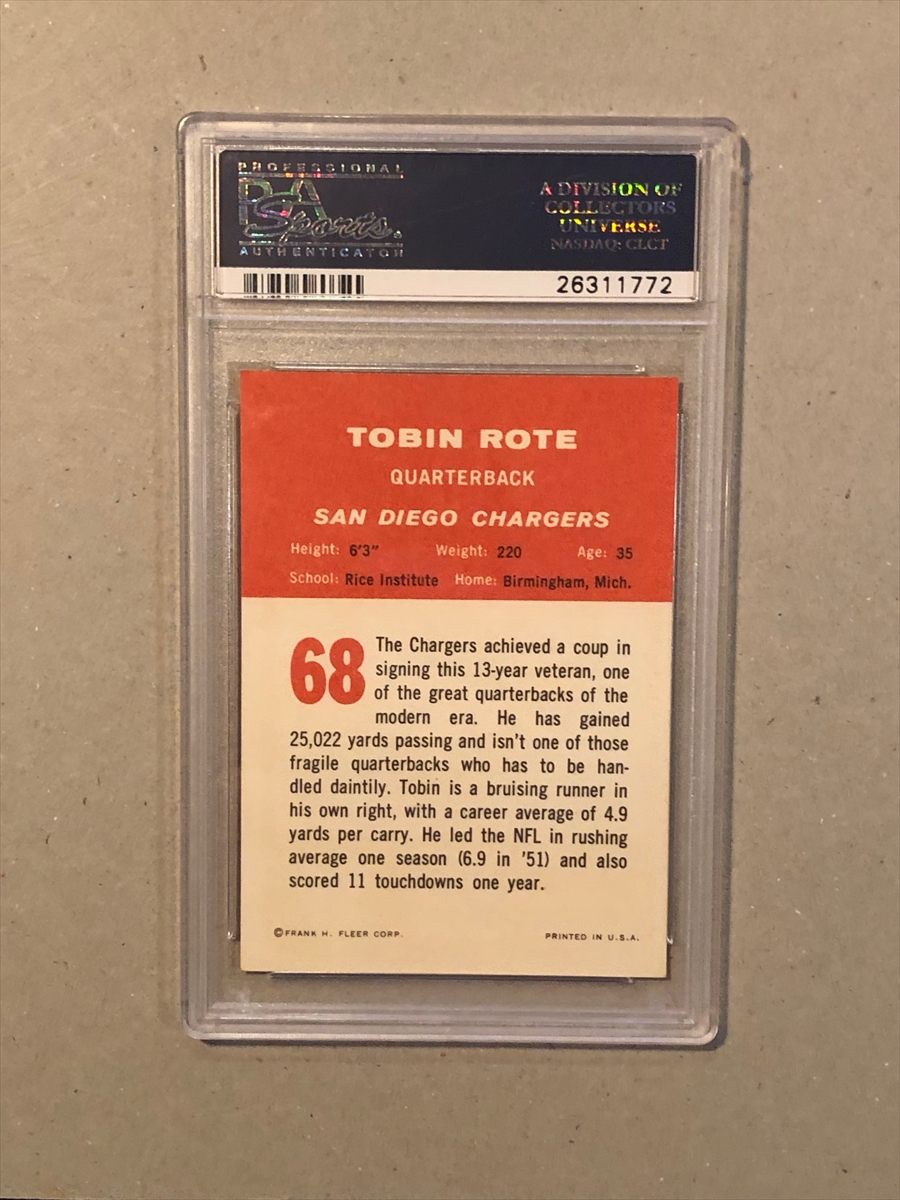 PROFESSIONAL
PSA
Sports
AUTHENTICATOR
A DIVISION OF
COLLECTORS
UNIVERSE
NASDAQ: CLCT
26311772
TOBIN ROTE
QUARTERBACK
SAN DIEGO CHARGERS
Height: 6'3" Weight: 220 Age: 35
School: Rice Institute Home: Birmingham, Mich.
68 The Chargers achieved a coup in
signing this 13-year veteran, one
of the great quarterbacks of the
modern era. He has gained
25,022 yards passing and isn't one of those
fragile quarterbacks who has to be han-
dled daintily. Tobin is a bruising runner in
his own right, with a career average of 4.9
yards per carry. He led the NFL in rushing
average one season (6.9 in '51) and also
scored 11 touchdowns one year.
©FRANK H. FLEER CORP. PRINTED IN U.S.A.